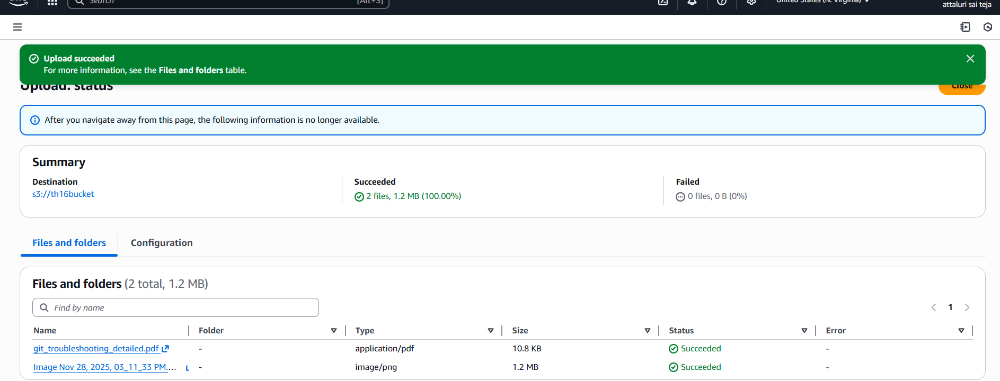 Search [Alt+S] United States (N. Virginia)
attaluri sai teja
Upload succeeded
For more information, see the Files and folders table.
Upload: status Close
After you navigate away from this page, the following information is no longer available.
Summary
Destination Succeeded Failed
s3://th16bucket 2 files, 1.2 MB (100.00%) 0 files, 0 B (0%)
Files and folders Configuration
Files and folders (2 total, 1.2 MB)
Find by name 1
Name Folder Type Size Status Error
git_troubleshooting_detailed.pdf - application/pdf 10.8 KB Succeeded -
Image Nov 28, 2025, 03_11_33 PM.... - image/png 1.2 MB Succeeded -